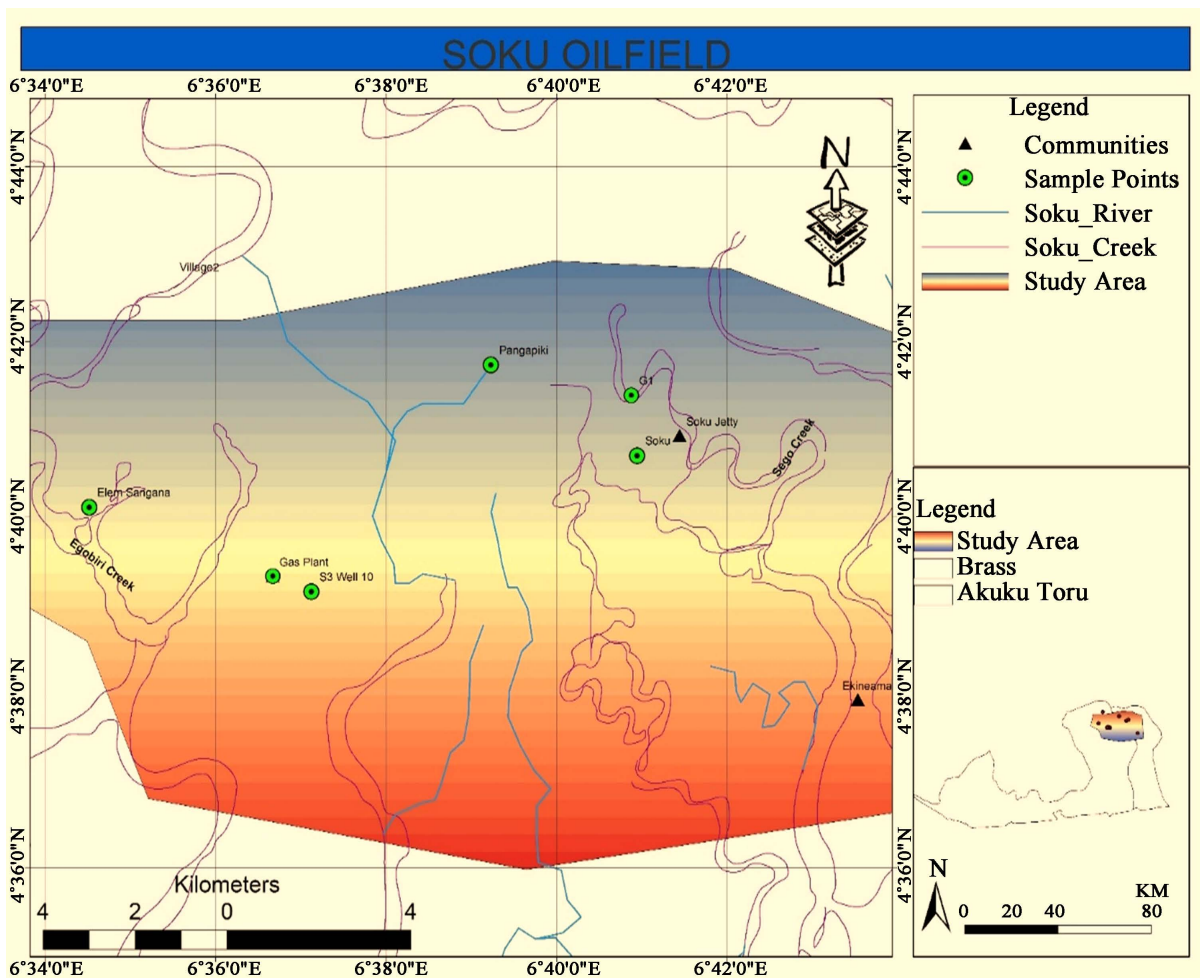 SOKU OILFIELD
6°34'0"E 6°36'0"E 6°38'0"E 6°40'0"E 6°42'0"E
4°44'0"N
4°42'0"N
4°40'0"N
4°38'0"N
4°36'0"N
N
Village2
Pangapiki
G1
Soku Jetty
Soku
Sego Creek
Elem Sangana
Egobiri Creek
Gas Plant
S3 Well 10
Ekineama
Kilometers
4 2 0 4
6°34'0"E 6°36'0"E 6°38'0"E 6°40'0"E 6°42'0"E
4°44'0"N
4°42'0"N
4°40'0"N
4°38'0"N
4°36'0"N
Legend
Communities
Sample Points
Soku_River
Soku_Creek
Study Area
Legend
Study Area
Brass
Akuku Toru
N
KM
0 20 40 80